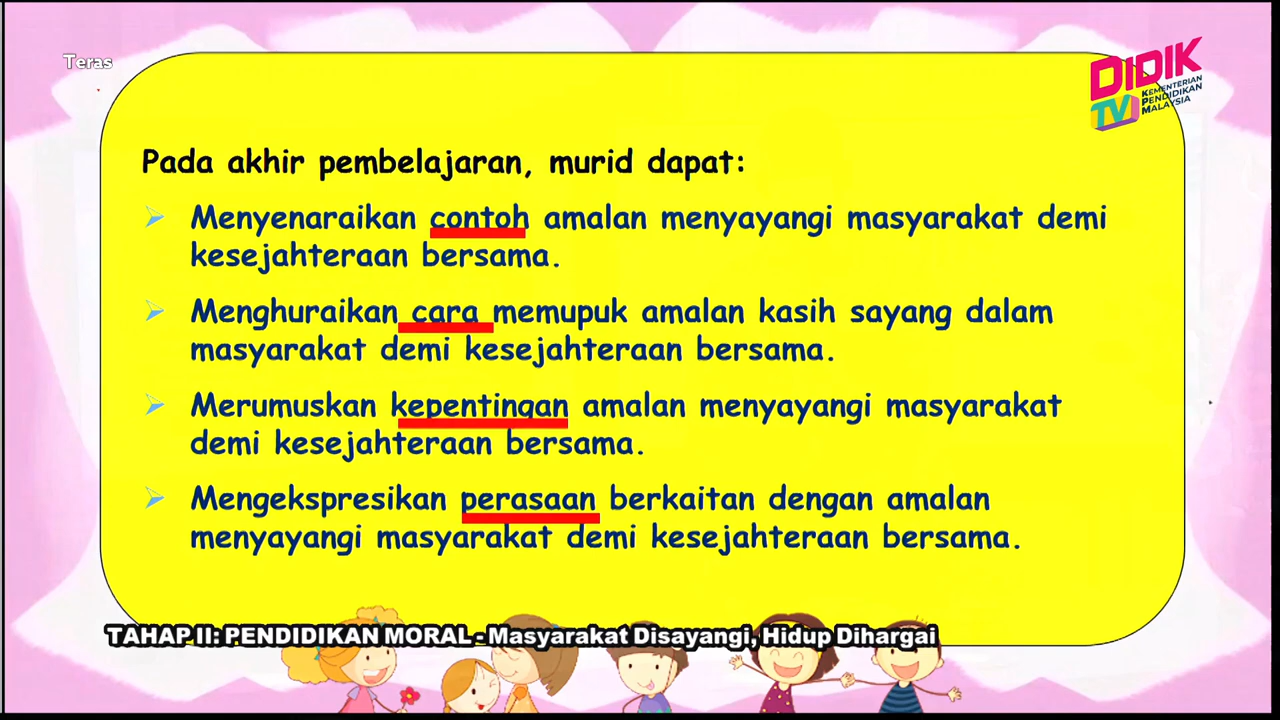 Teras
DIDIK
TV
KEMENTERIAN
PENDIDIKAN
MALAYSIA
Pada akhir pembelajaran, murid dapat:
Menyenaraikan contoh amalan menyayangi masyarakat demi
kesejahteraan bersama.
Menghuraikan cara memupuk amalan kasih sayang dalam
masyarakat demi kesejahteraan bersama.
Merumuskan kepentingan amalan menyayangi masyarakat
demi kesejahteraan bersama.
Mengekspresikan perasaan berkaitan dengan amalan
menyayangi masyarakat demi kesejahteraan bersama.
TAHAP II: PENDIDIKAN MORAL - Masyarakat Disayangi, Hidup Dihargai